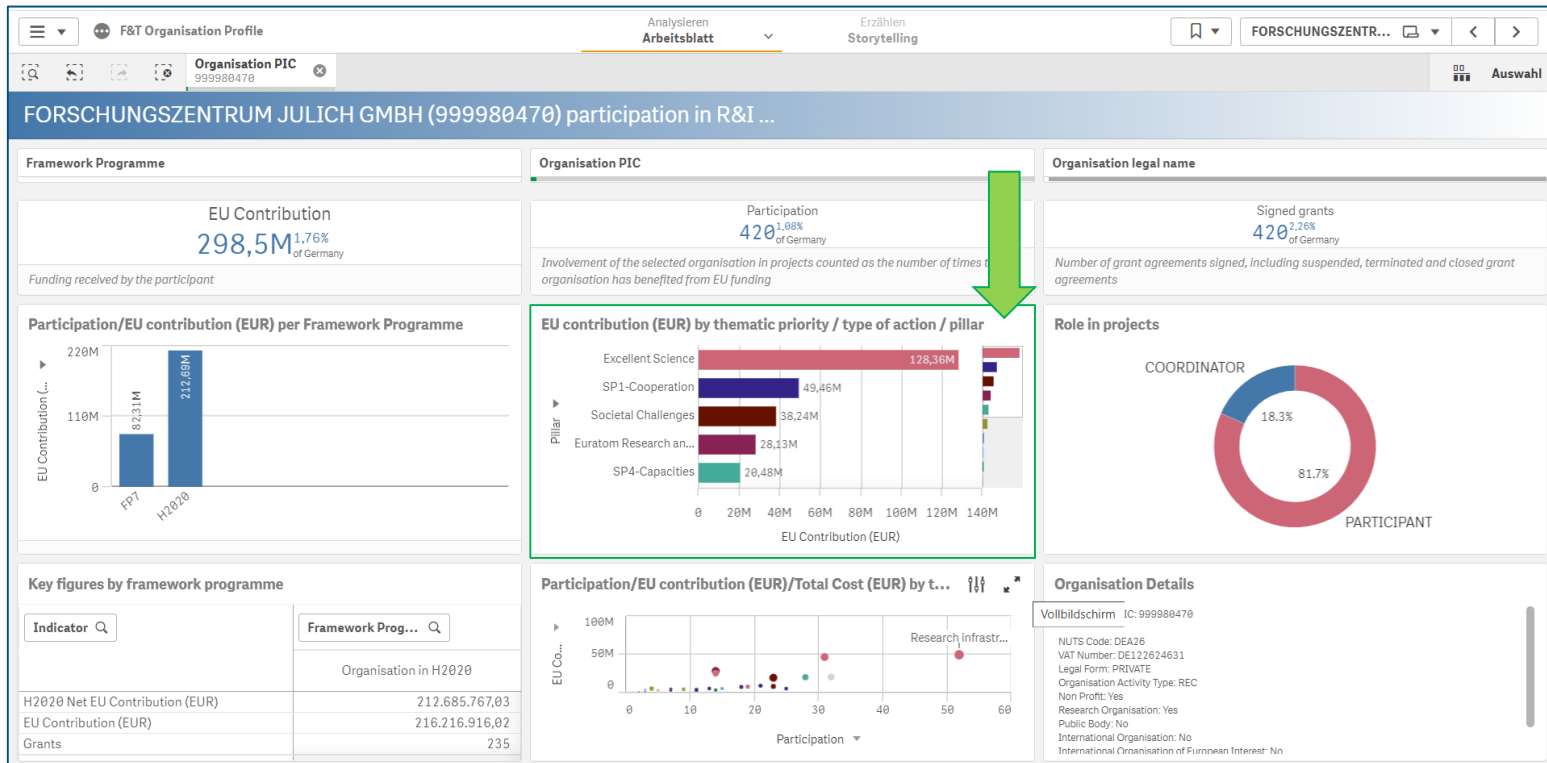 Analysieren
Erzählen
F&T Organisation Profile
Arbeitsblatt
Storytelling
FORSCHUNGSZENTR...
Organisation PIC
999980470
Auswahl
FORSCHUNGSZENTRUM JULICH GMBH (999980470) participation in R&I ...
Framework Programme
Organisation PIC
Organisation legal name
EU Contribution
298,5M 1,76% of Germany
Funding received by the participant
Participation
420 1,08% of Germany
Involvement of the selected organisation in projects counted as the number of times t
organisation has benefited from EU funding
Signed grants
420 2,26% of Germany
Number of grant agreements signed, including suspended, terminated and closed grant
agreements
Participation/EU contribution (EUR) per Framework Programme
EU Contribution (...
220M
110M
0
82,31M
212,69M
FP7
H2020
EU contribution (EUR) by thematic priority / type of action / pillar
Pillar
Excellent Science 128,36M
SP1-Cooperation 49,46M
Societal Challenges 38,24M
Euratom Research an... 28,13M
SP4-Capacities 20,48M
0 20M 40M 60M 80M 100M 120M 140M
EU Contribution (EUR)
Role in projects
COORDINATOR
18.3%
81.7%
PARTICIPANT
Key figures by framework programme
Indicator
Framework Prog...
Organisation in H2020
H2020 Net EU Contribution (EUR) 212.685.767,03
EU Contribution (EUR) 216.216.916,02
Grants 235
Participation/EU contribution (EUR)/Total Cost (EUR) by t...
EU Co...
100M
50M
0
Research infrastr...
0 10 20 30 40 50 60
Participation
Organisation Details
Vollbildschirm IC: 999980470
NUTS Code: DEA26
VAT Number: DE122624631
Legal Form: PRIVATE
Organisation Activity Type: REC
Non Profit: Yes
Research Organisation: Yes
Public Body: No
International Organisation: No
International Organisation of European Interest: No